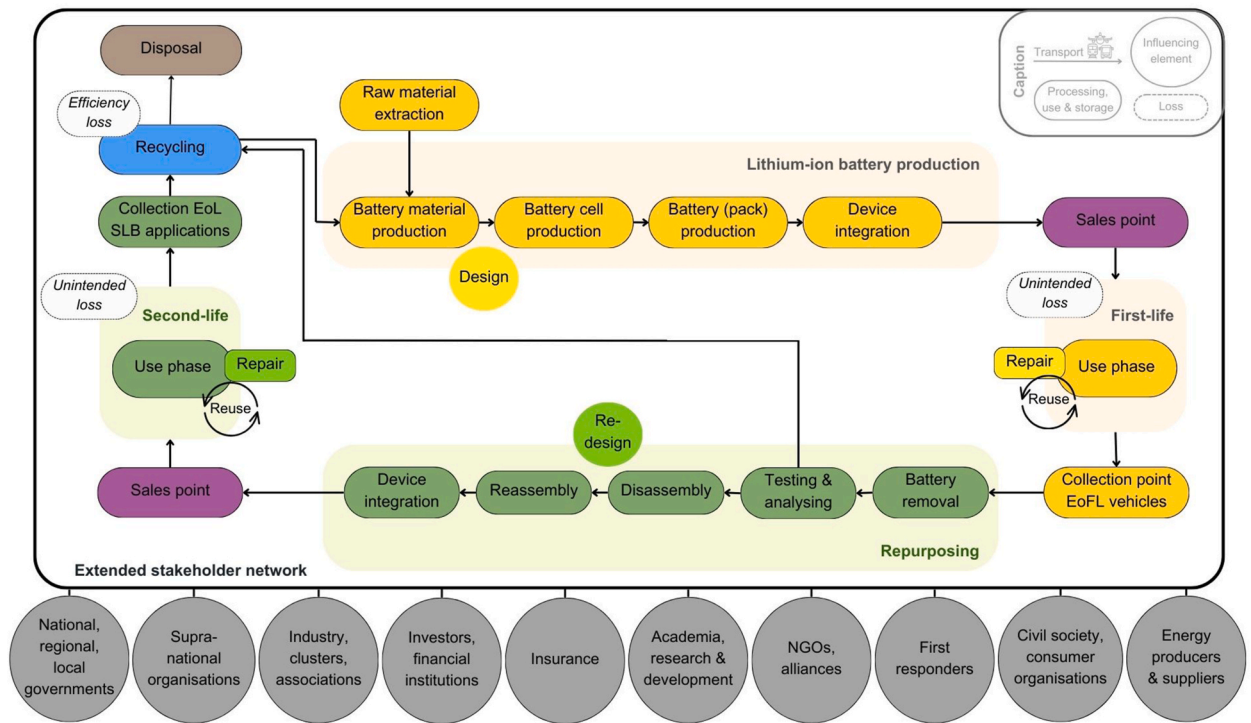 Disposal
Efficiency
loss
Recycling
Collection EoL
SLB applications
Raw material
extraction
Caption
Transport
Influencing
element
Processing,
use & storage
Loss
Lithium-ion battery production
Battery material
production
Battery cell
production
Battery (pack)
production
Device
integration
Sales point
Design
Unintended
loss
Second-life
Use phase
Repair
Reuse
Unintended
loss
First-life
Repair
Use phase
Reuse
Re-
design
Sales point
Device
integration
Reassembly
Disassembly
Testing &
analysing
Battery
removal
Collection point
EoFL vehicles
Repurposing
Extended stakeholder network
National,
regional,
local
governments
Supra-
national
organisations
Industry,
clusters,
associations
Investors,
financial
institutions
Insurance
Academia,
research &
development
NGOs,
alliances
First
responders
Civil society,
consumer
organisations
Energy
producers
& suppliers